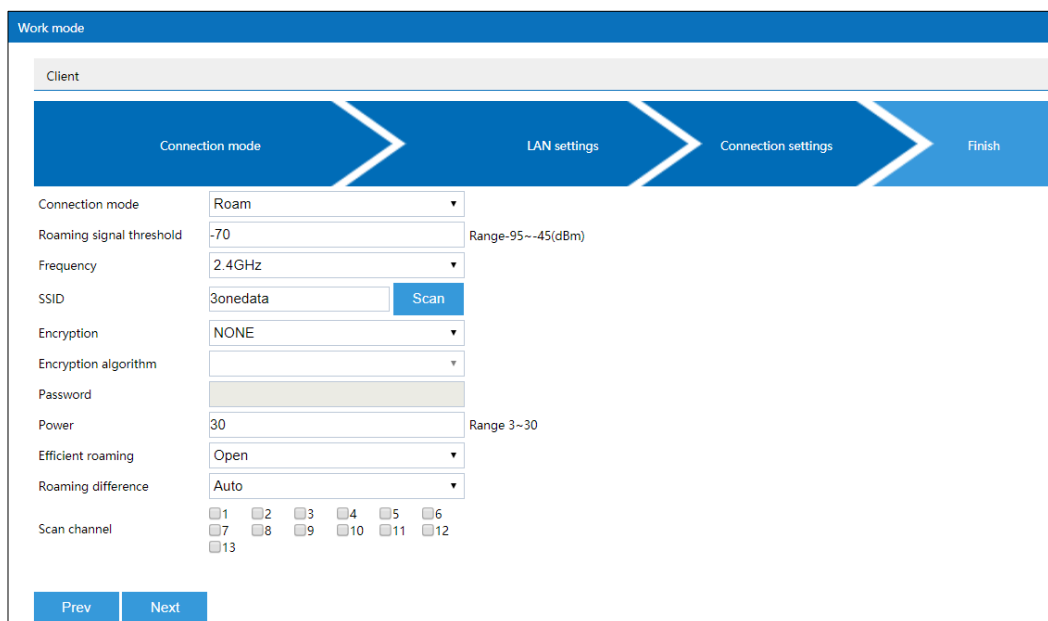 Work mode
Client
Connection mode LAN settings Connection settings Finish
Connection mode Roam
Roaming signal threshold -70 Range-95~-45(dBm)
Frequency 2.4GHz
SSID 3onedata Scan
Encryption NONE
Encryption algorithm
Password
Power 30 Range 3~30
Efficient roaming Open
Roaming difference Auto
Scan channel
1 2 3 4 5 6
7 8 9 10 11 12
13
Prev Next